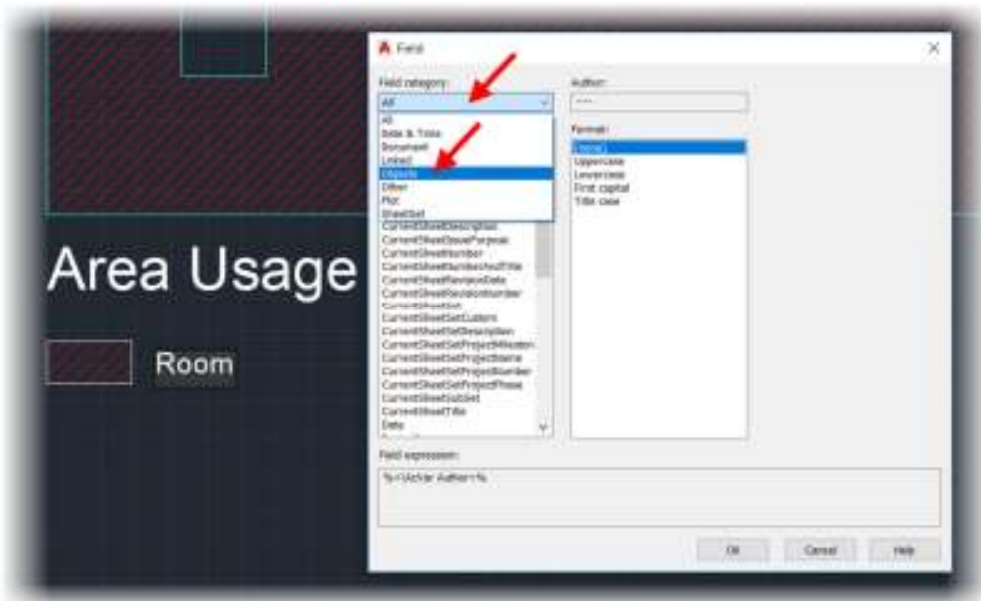 Field
Field category:
All
All
Date & Time
Document
Linked
Objects
Other
Plot
SheetSet
CurrentSheetDescription
CurrentSheetIssuePurpose
CurrentSheetNumber
CurrentSheetNumberAndTitle
CurrentSheetRevisionDate
CurrentSheetRevisionNumber
CurrentSheetSet
CurrentSheetSetCustom
CurrentSheetSetDescription
CurrentSheetSetProjectMilestone
CurrentSheetSetProjectName
CurrentSheetSetProjectNumber
CurrentSheetSetProjectPhase
CurrentSheetSubSet
CurrentSheetTitle
Date
Author:
----
Format:
(none)
Uppercase
Lowercase
First capital
Title case
Area Usage
Room
Field expression:
%<\AcVar Author>%
OK Cancel Help